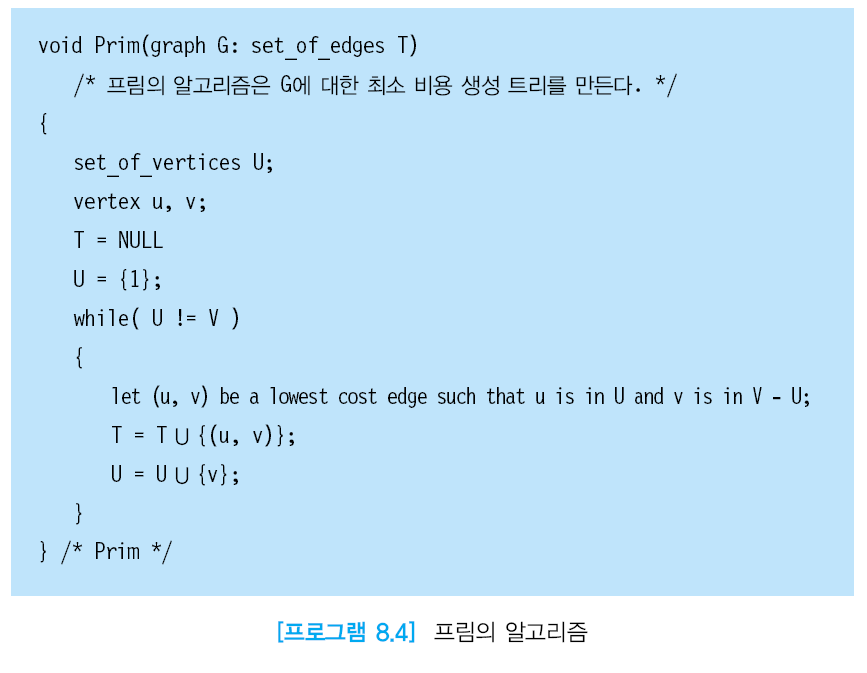 void Prim(graph G: set_of_edges T)
/* 프림의 알고리즘은 G에 대한 최소 비용 생성 트리를 만든다. */
{
set_of_vertices U;
vertex u, v;
T = NULL
U = {1};
while( U != V )
{
let (u, v) be a lowest cost edge such that u is in U and v is in V - U;
T = T ∪ {(u, v)};
U = U ∪ {v};
}
} /* Prim */
[프로그램 8.4] 프림의 알고리즘